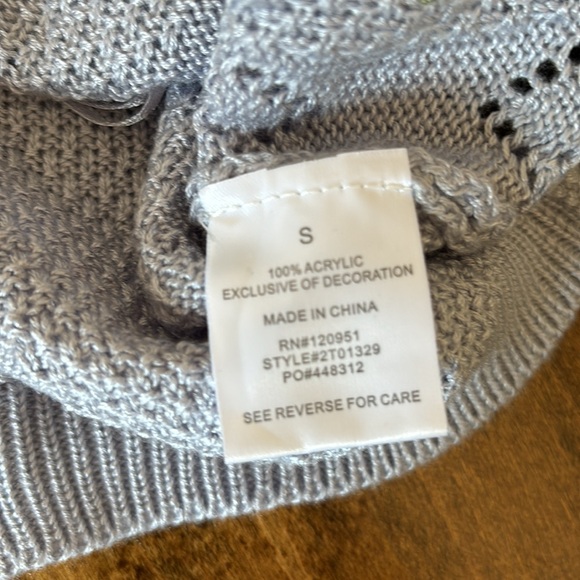 S
100% ACRYLIC
EXCLUSIVE OF DECORATION
MADE IN CHINA
RN#120951
STYLE#2T01329
PO#448312
SEE REVERSE FOR CARE